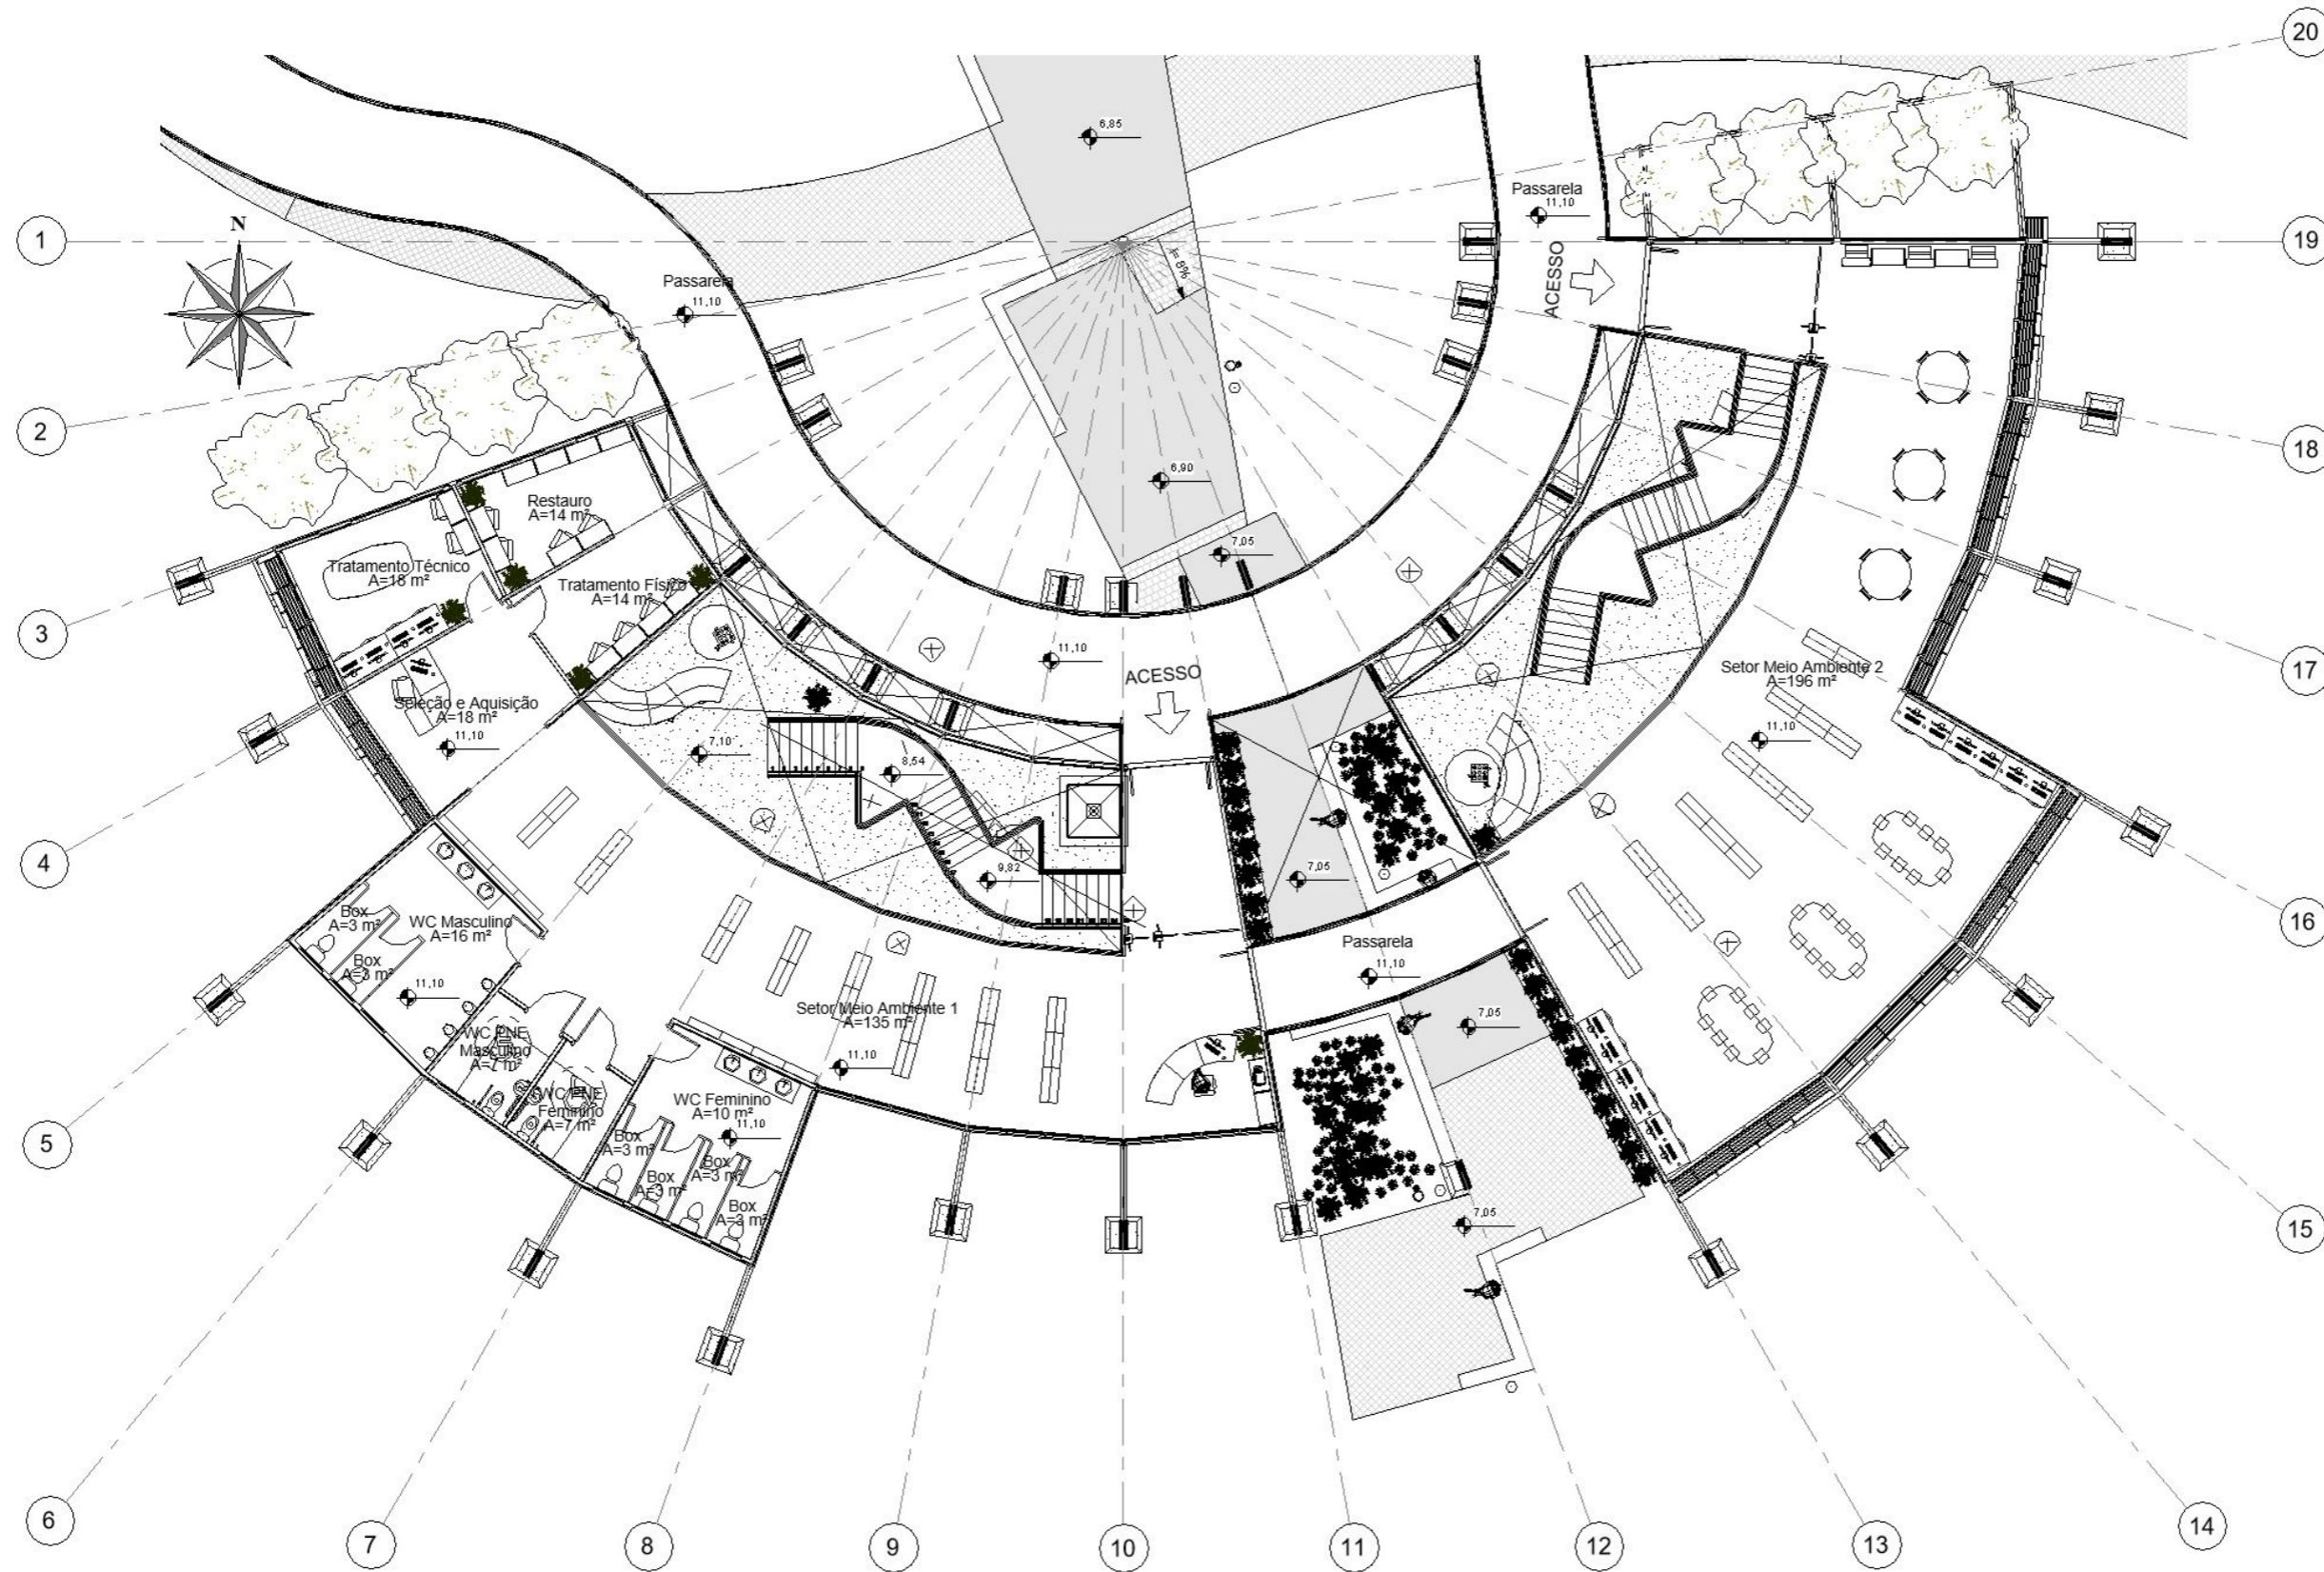 20
6,85
Passarela
11,10
N
1
19
i= 8%
ACESSO
Passarela
11,10
2
18
6,90
Restauro
A=14 m²
7,05
Tratamento Técnico
A=18 m²
Tratamento Físico
A=14 m²
3
17
11,10
ACESSO
Setor Meio Ambiente 2
A=196 m²
11,10
Seleção e Aquisição
A=18 m²
11,10
7,10
8,54
4
16
9,82
7,05
Box
A=3 m²
WC Masculino
A=16 m²
Box
A=3 m²
11,10
Passarela
11,10
5
15
Setor Meio Ambiente 1
A=135 m²
11,10
7,05
WC PNE
Masculino
A=7 m²
WC PNE
Feminino
A=7 m²
WC Feminino
A=10 m²
11,10
Box
A=3 m²
Box
A=3 m²
Box
A=3 m²
Box
A=3 m²
7,05
6
7
8
9
10
11
12
13
14